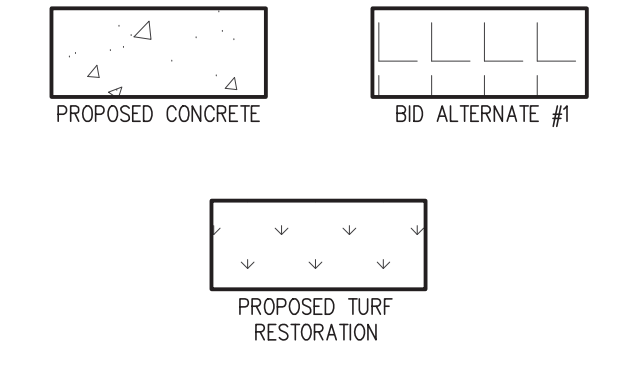 PROPOSED CONCRETE
BID ALTERNATE #1
PROPOSED TURF
RESTORATION